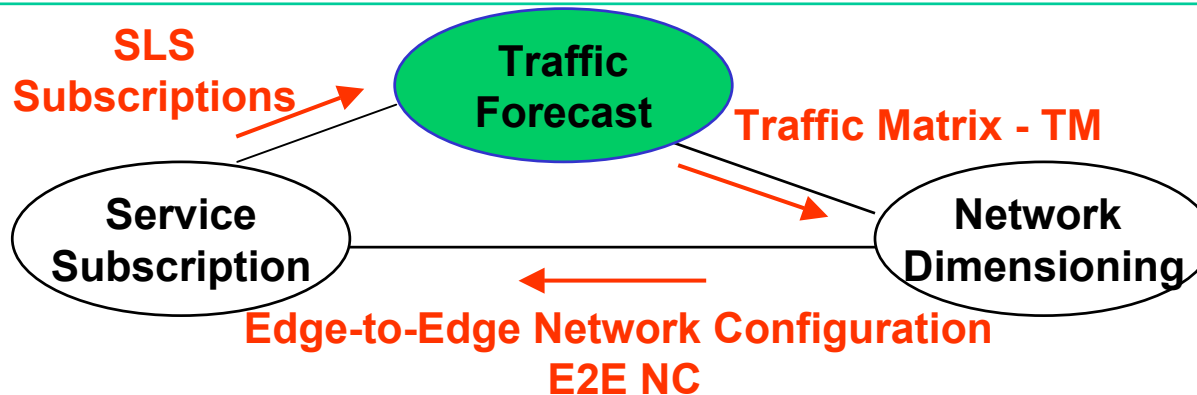 SLS
Subscriptions
Traffic
Forecast
Traffic Matrix - TM
Service
Subscription
Network
Dimensioning
Edge-to-Edge Network Configuration
E2E NC